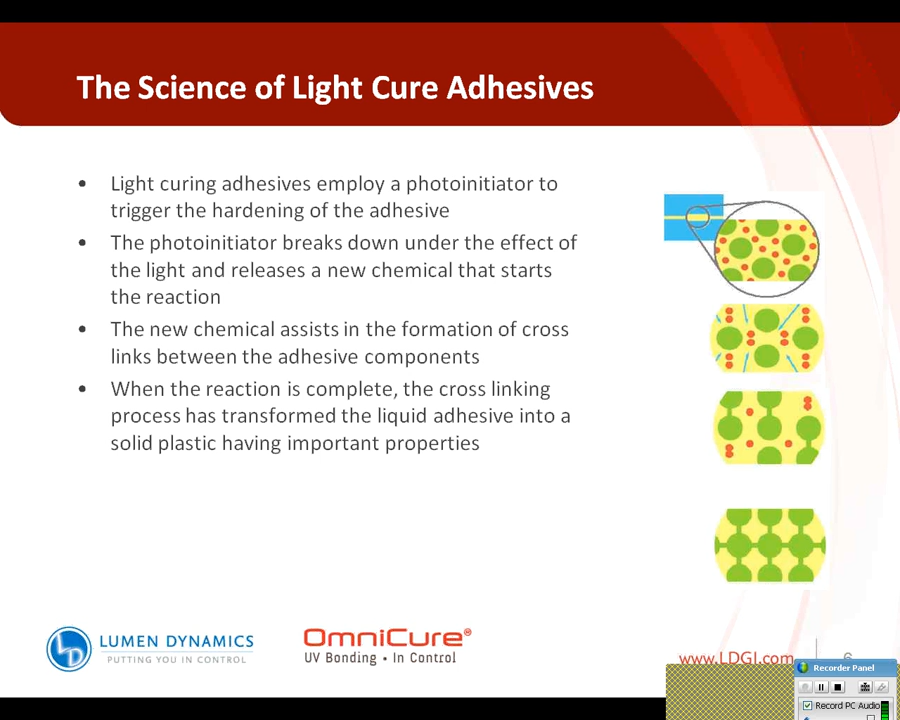 The Science of Light Cure Adhesives
• Light curing adhesives employ a photoinitiator to
trigger the hardening of the adhesive
• The photoinitiator breaks down under the effect of
the light and releases a new chemical that starts
the reaction
• The new chemical assists in the formation of cross
links between the adhesive components
• When the reaction is complete, the cross linking
process has transformed the liquid adhesive into a
solid plastic having important properties
LD
LUMEN DYNAMICS
PUTTING YOU IN CONTROL
OmniCure®
UV Bonding • In Control
www.LDGI.com
6
Recorder Panel
Record PC Audio